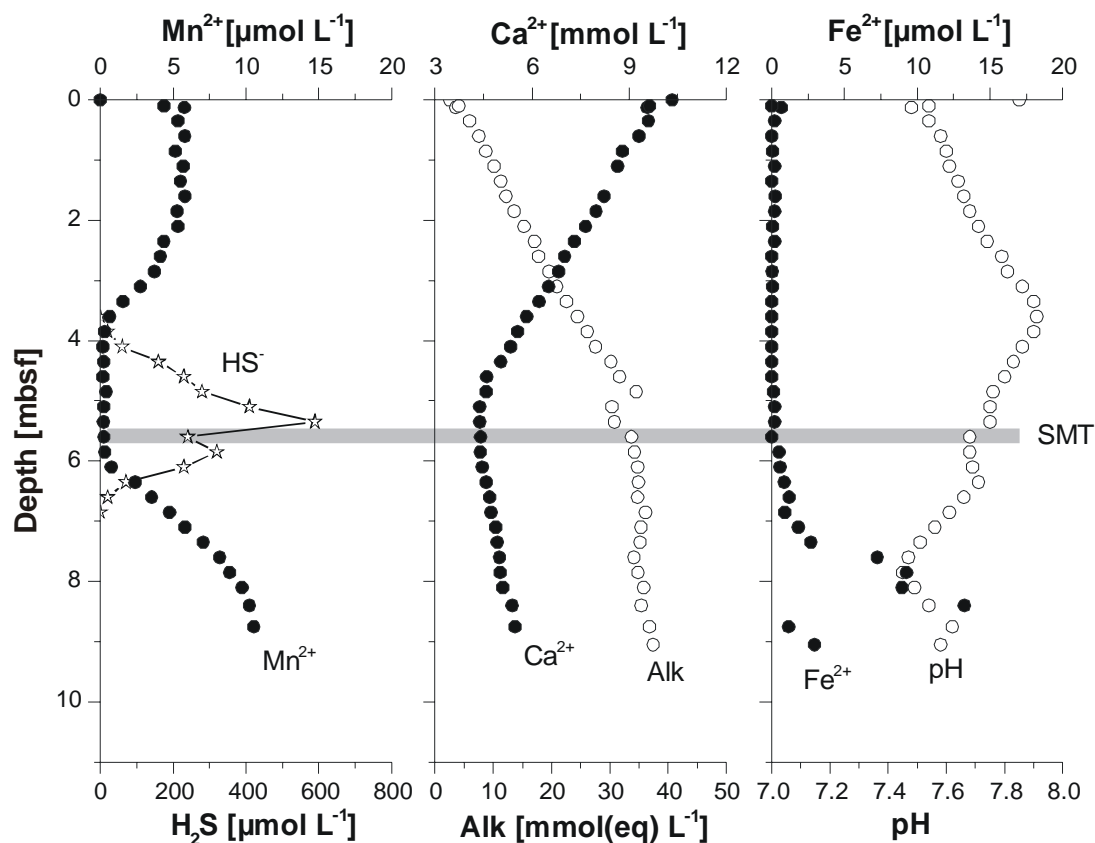 Mn²⁺ [µmol L⁻¹] Ca²⁺ [mmol L⁻¹] Fe²⁺ [µmol L⁻¹]
0 5 10 15 20 3 6 9 12 0 5 10 15 20
0
2
4
6
8
10
Depth [mbsf]
HS⁻
SMT
Mn²⁺
Ca²⁺
Alk
Fe²⁺
pH
0 200 400 600 800 0 10 20 30 40 50 7.0 7.2 7.4 7.6 7.8 8.0
H₂S [µmol L⁻¹] Alk [mmol(eq) L⁻¹] pH